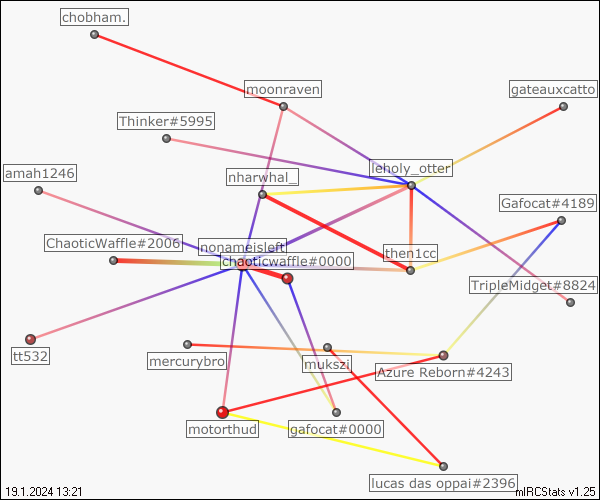 chobham.
moonraven
gateauxcatto
Thinker#5995
leholy_otter
amah1246
nharwhal_
Gafocat#4189
ChaoticWaffle#2006
nonameisleft
then1cc
chaoticwaffle#0000
TripleMidget#8824
tt532
mercurybro
mukszi
Azure Reborn#4243
motorthud
gafocat#0000
lucas das oppai#2396
19.1.2024 13:21
mIRCStats v1.25